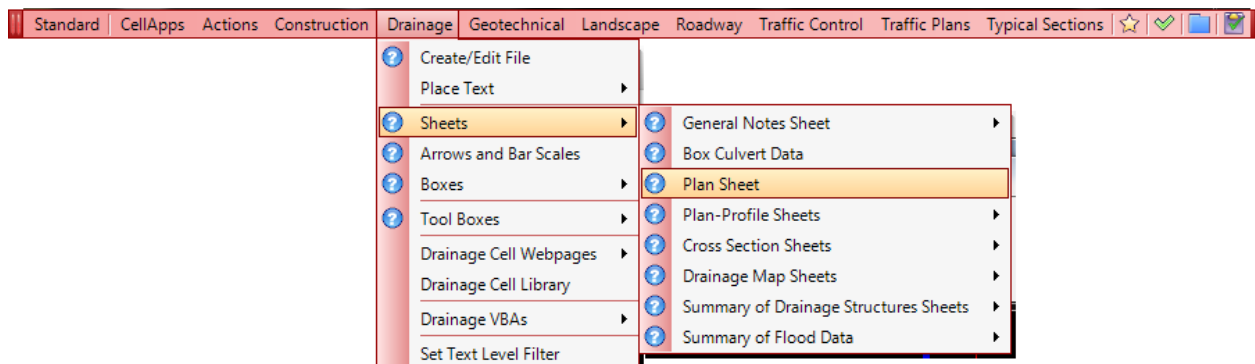 Standard CellApps Actions Construction Drainage Geotechnical Landscape Roadway Traffic Control Traffic Plans Typical Sections
Create/Edit File
Place Text
Sheets
Arrows and Bar Scales
Boxes
Tool Boxes
Drainage Cell Webpages
Drainage Cell Library
Drainage VBAs
Set Text Level Filter
General Notes Sheet
Box Culvert Data
Plan Sheet
Plan-Profile Sheets
Cross Section Sheets
Drainage Map Sheets
Summary of Drainage Structures Sheets
Summary of Flood Data